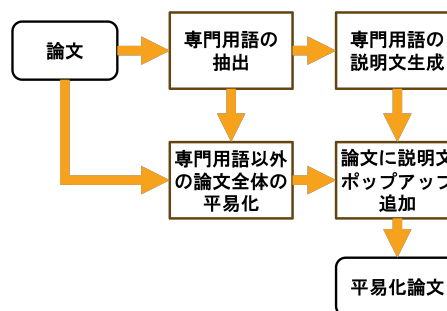 論文
専門用語の
抽出
専門用語の
説明文生成
専門用語以外
の論文全体の
平易化
論文に説明文
ポップアップ
追加
平易化論文